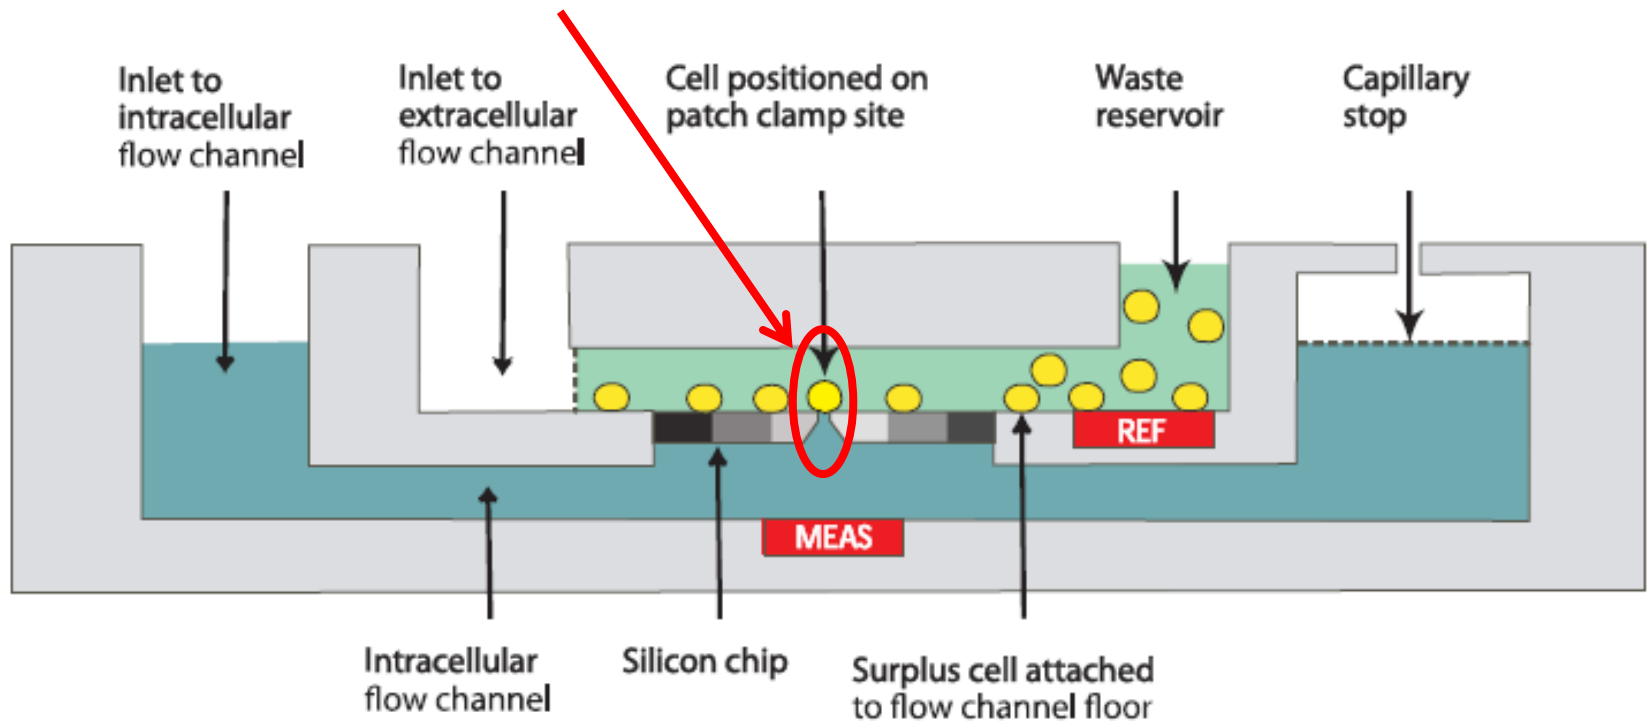 Inlet to
intracellular
flow channel
Inlet to
extracellular
flow channel
Cell positioned on
patch clamp site
Waste
reservoir
Capillary
stop
REF
MEAS
Intracellular
flow channel
Silicon chip
Surplus cell attached
to flow channel floor